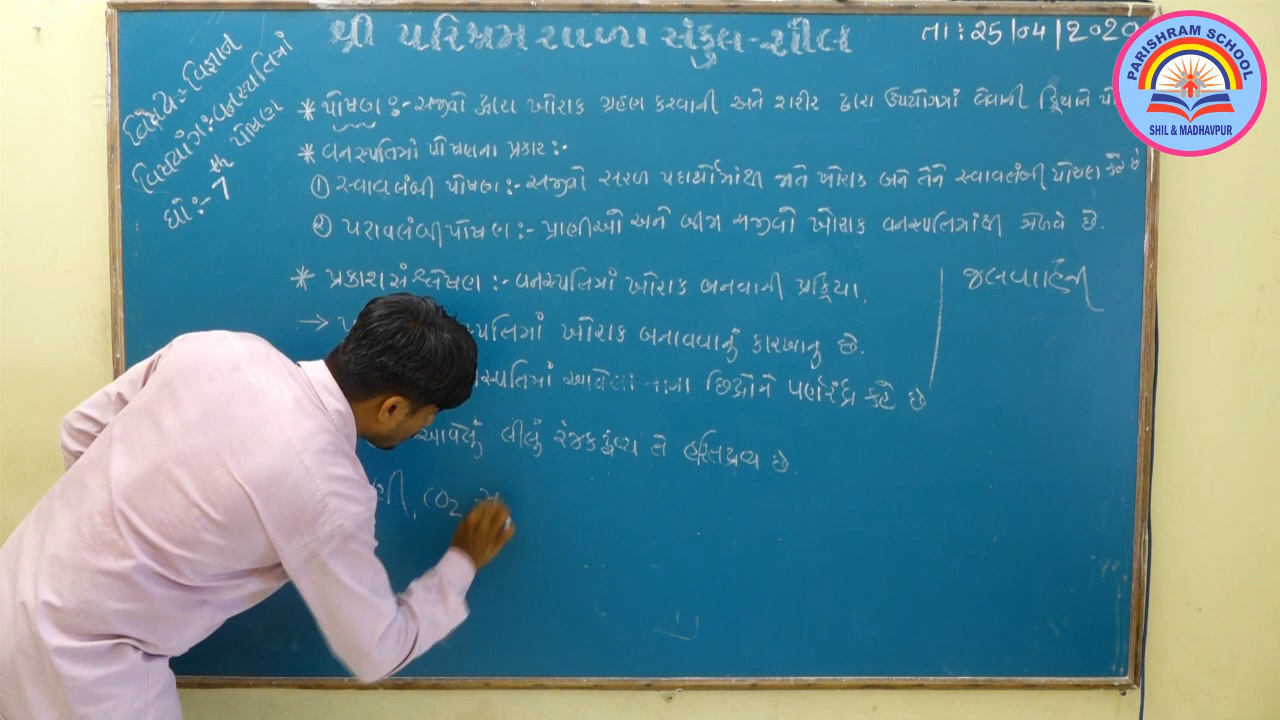 શ્રી પરિશ્રમ શાળા સંકુલ-શીલ
તા : 25/04/2020
PARISHRAM SCHOOL
SHIL & MADHAVPUR
વિષય:- વિજ્ઞાન
વિષયાંગ:- વનસ્પતિમાં પોષણ
ધો:- 7th
* પોષણ :- સજીવો દ્વારા ખોરાક ગ્રહણ કરવાની અને શરીર દ્વારા ઉપયોગમાં લેવાની ક્રિયાને પો
* વનસ્પતિમાં પોષણના પ્રકાર :-
① સ્વાવલંબી પોષણ :- સજીવો સરળ પદાર્થોમાંથી જાતે ખોરાક બને તેને સ્વાવલંબી પોષણ કહે છે
② પરાવલંબી પોષણ :- પ્રાણીઓ અને બીજા સજીવો ખોરાક વનસ્પતિમાંથી મેળવે છે.
* પ્રકાશસંશ્લેષણ :- વનસ્પતિમાં ખોરાક બનવાની પ્રક્રિયા.
→ પ પતિમાં ખોરાક બનાવવાનું કારખાનુ છે.
સ્પતિમાં આવેલા નાના છિદ્રોને પર્ણરંધ્ર કહે છે
આવેલું લીલું રંજકદ્રવ્ય તે હરિતદ્રવ્ય છે.
ણી, CO2
જલવાહિની